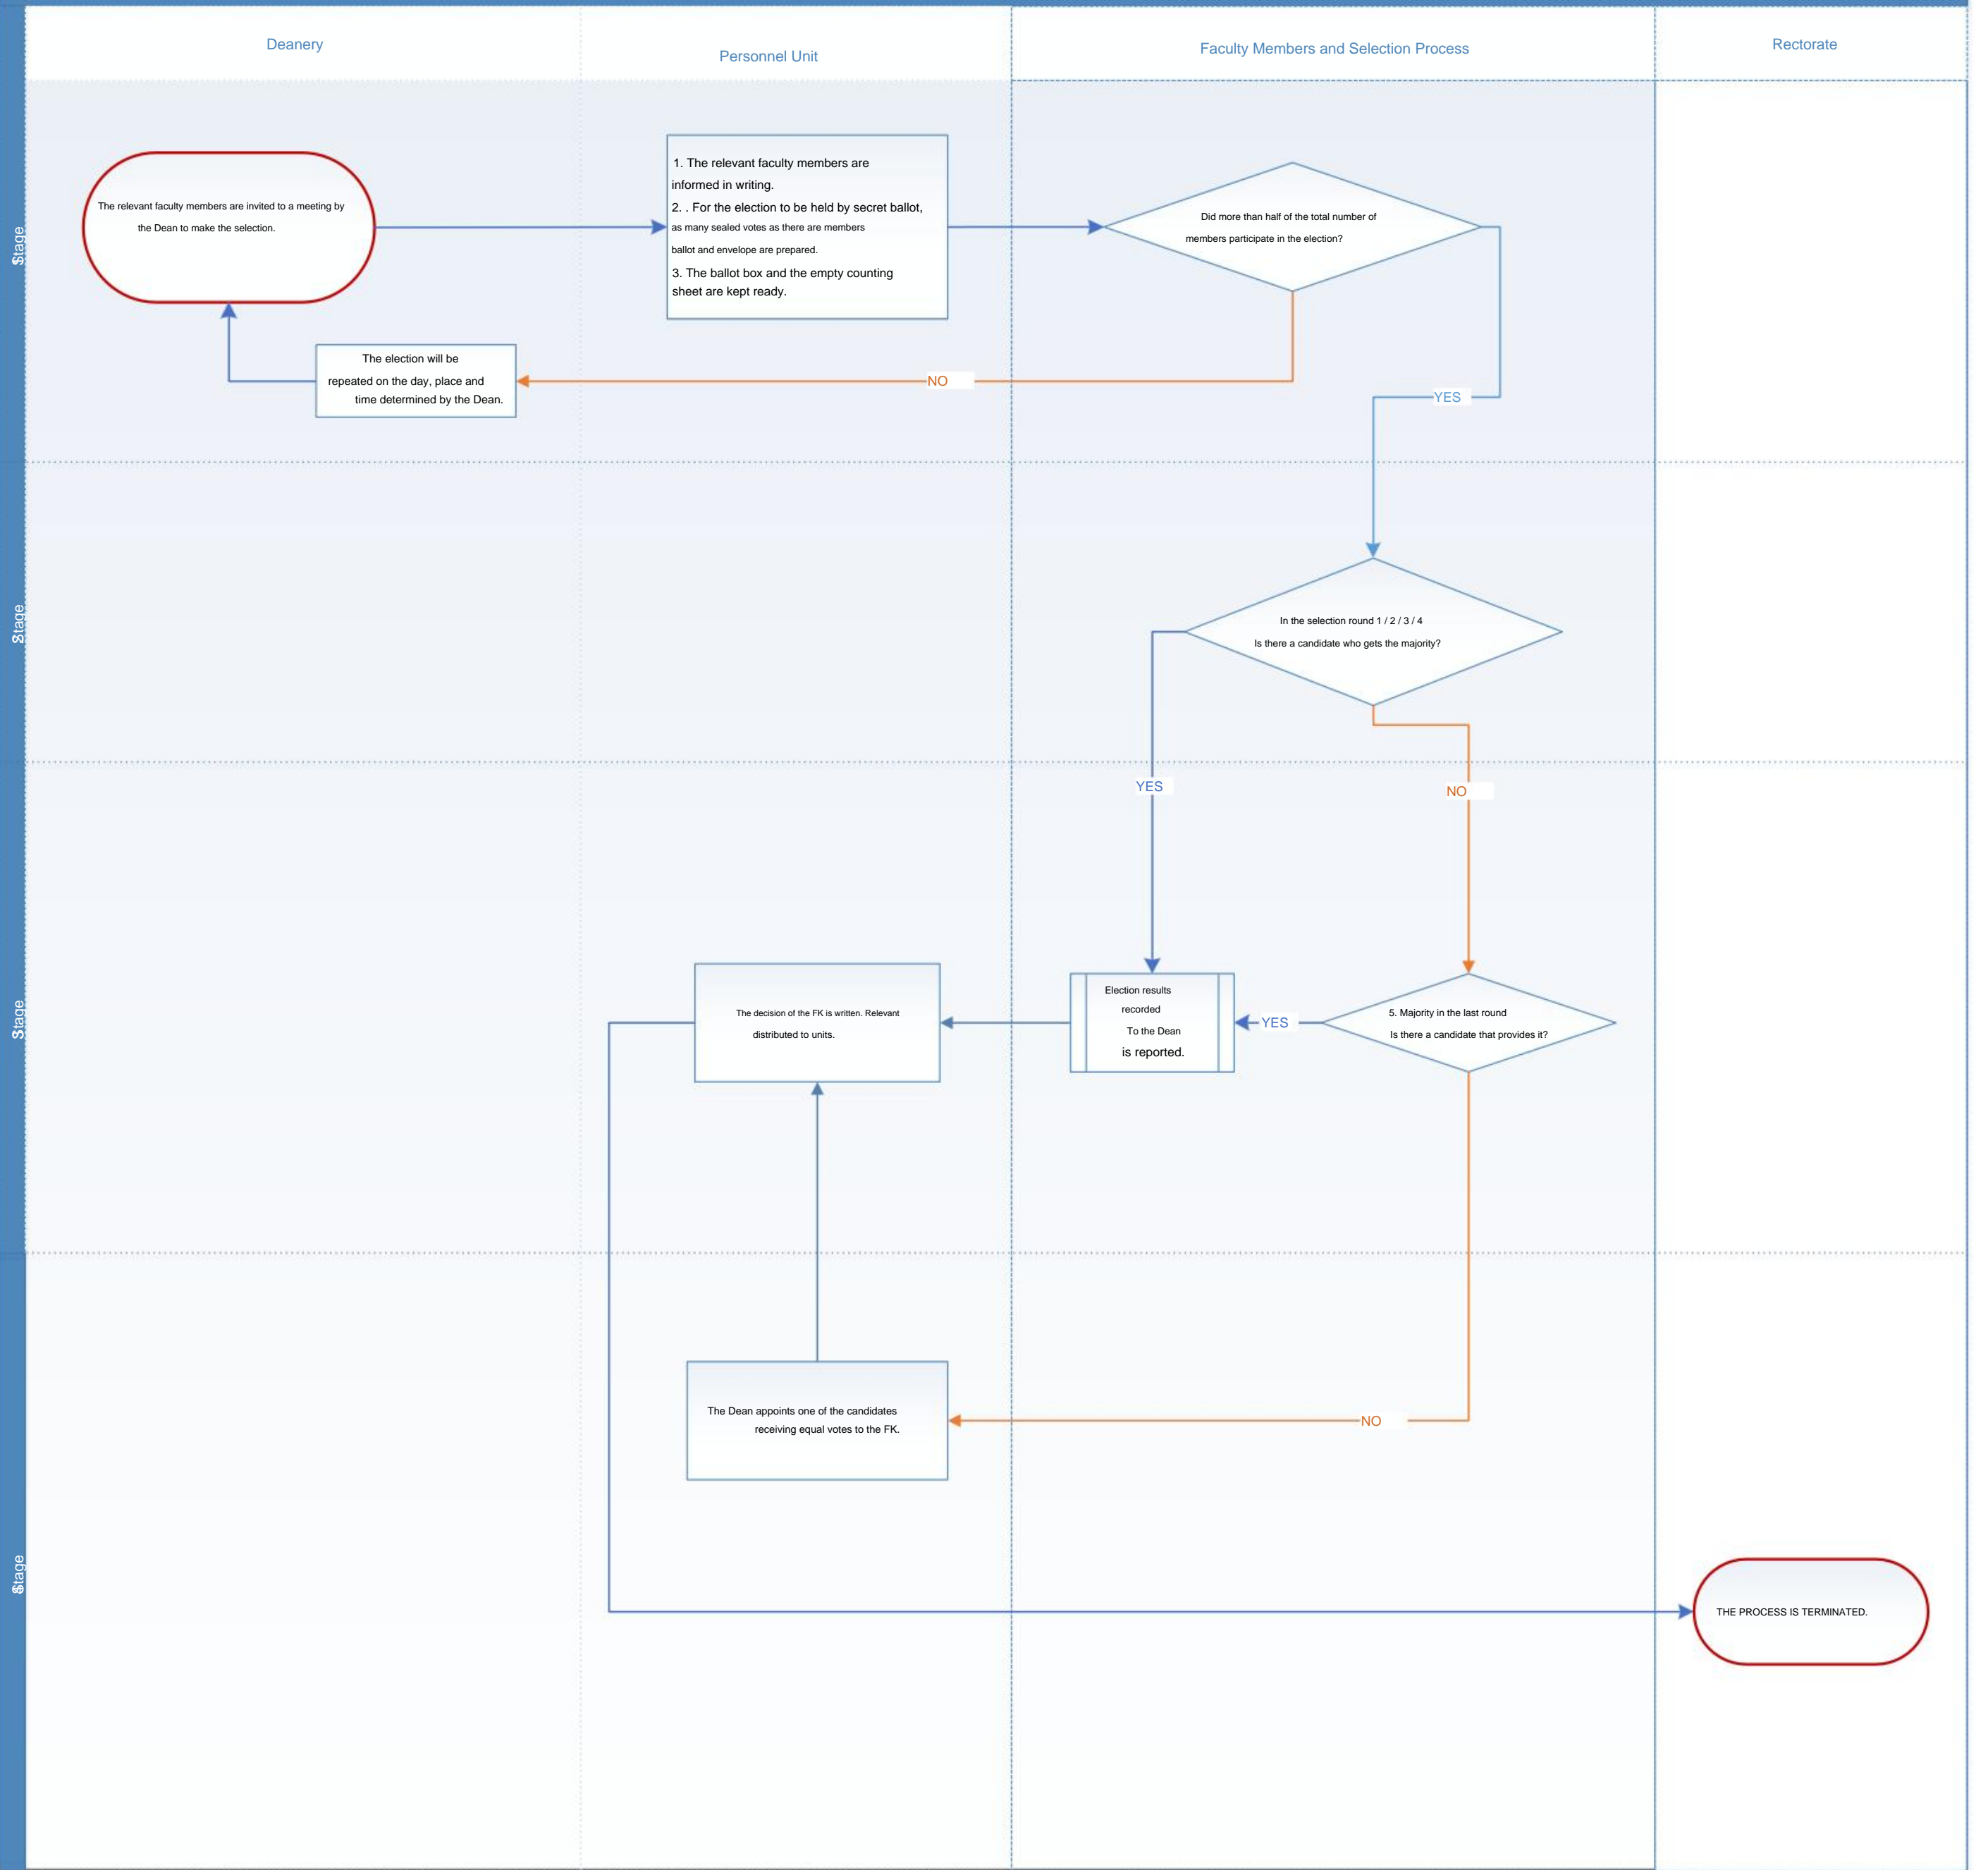 Deanery
Personnel Unit
Faculty Members and Selection Process
Rectorate
Stage
The relevant faculty members are invited to a meeting by
the Dean to make the selection.
1. The relevant faculty members are
informed in writing.
2. . For the election to be held by secret ballot,
as many sealed votes as there are members
ballot and envelope are prepared.
3. The ballot box and the empty counting
sheet are kept ready.
Did more than half of the total number of
members participate in the election?
The election will be
repeated on the day, place and
time determined by the Dean.
NO
YES
Stage
In the selection round 1 / 2 / 3 / 4
Is there a candidate who gets the majority?
YES
NO
Stage
The decision of the FK is written. Relevant
distributed to units.
Election results
recorded
To the Dean
is reported.
YES
5. Majority in the last round
Is there a candidate that provides it?
Stage
The Dean appoints one of the candidates
receiving equal votes to the FK.
NO
THE PROCESS IS TERMINATED.